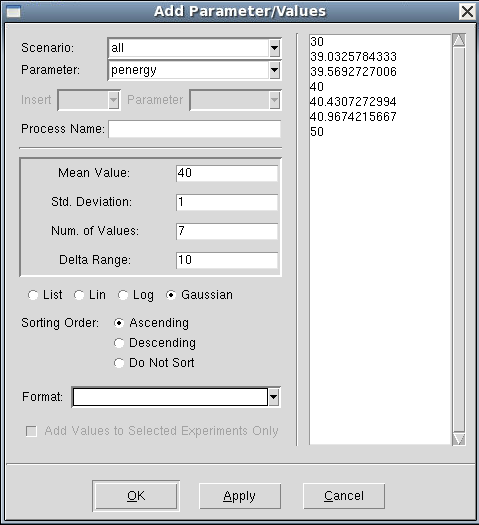 Add Parameter/Values
Scenario: all
Parameter: penergy
Insert Parameter
Process Name:
Mean Value: 40
Std. Deviation: 1
Num. of Values: 7
Delta Range: 10
List Lin Log Gaussian
Sorting Order: Ascending
Descending
Do Not Sort
Format:
Add Values to Selected Experiments Only
30
39.0325784333
39.5692727006
40
40.4307272994
40.9674215667
50
OK Apply Cancel